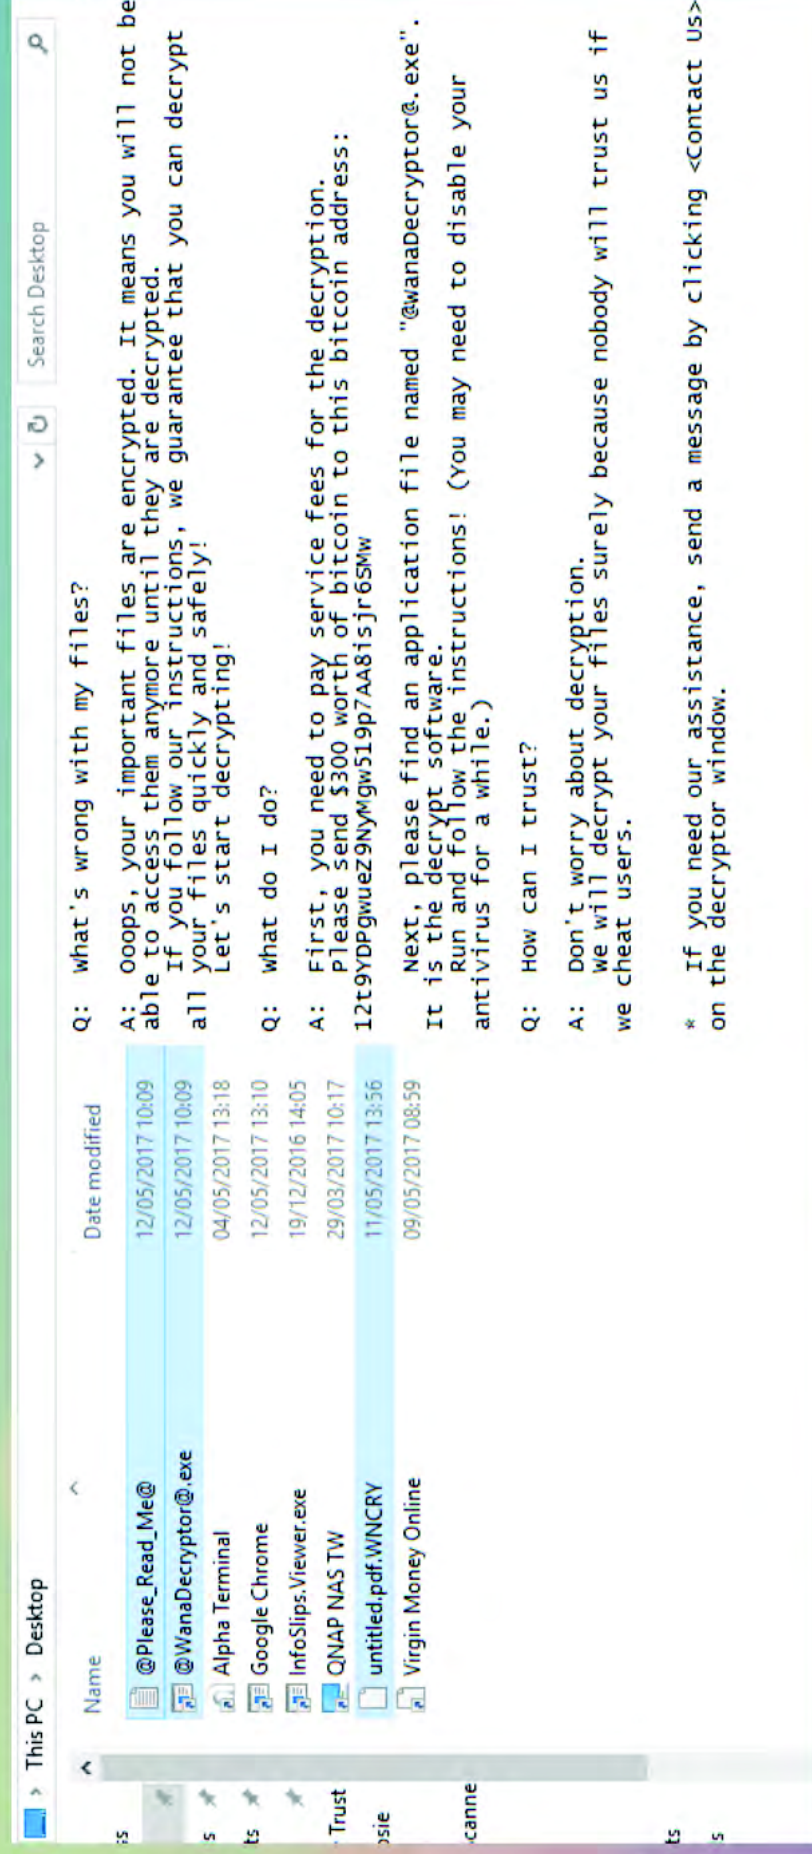 This PC > Desktop
Search Desktop
Name
Date modified
@Please_Read_Me@ 12/05/2017 10:09
@WanaDecryptor@.exe 12/05/2017 10:09
Alpha Terminal 04/05/2017 13:18
Google Chrome 12/05/2017 13:10
InfoSlips.Viewer.exe 19/12/2016 14:05
QNAP NAS TW 29/03/2017 10:17
untitled.pdf.WNCRY 11/05/2017 13:56
Virgin Money Online 09/05/2017 08:59
ss
s
ts
Trust
osie
canne
ts
s
Q: What's wrong with my files?
A: Ooops, your important files are encrypted. It means you will not be
able to access them anymore until they are decrypted.
If you follow our instructions, we guarantee that you can decrypt
all your files quickly and safely!
Let's start decrypting!
Q: What do I do?
A: First, you need to pay service fees for the decryption.
Please send $300 worth of bitcoin to this bitcoin address:
12t9YDPgwueZ9NyMgw519p7AA8isjr6SMw
Next, please find an application file named "@WanaDecryptor@.exe".
It is the decrypt software.
Run and follow the instructions! (You may need to disable your
antivirus for a while.)
Q: How can I trust?
A: Don't worry about decryption.
We will decrypt your files surely because nobody will trust us if
we cheat users.
* If you need our assistance, send a message by clicking <Contact Us>
on the decryptor window.